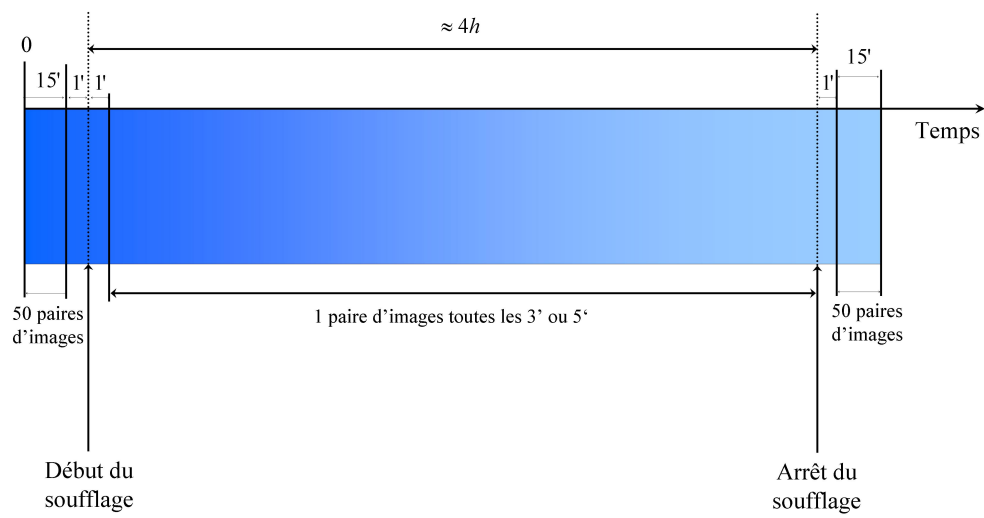 ≈ 4h
0
15'
15' 1' 1'
1'
Temps
50 paires
d’images
1 paire d’images toutes les 3’ ou 5‘
50 paires
d’images
Début du
soufflage
Arrêt du
soufflage